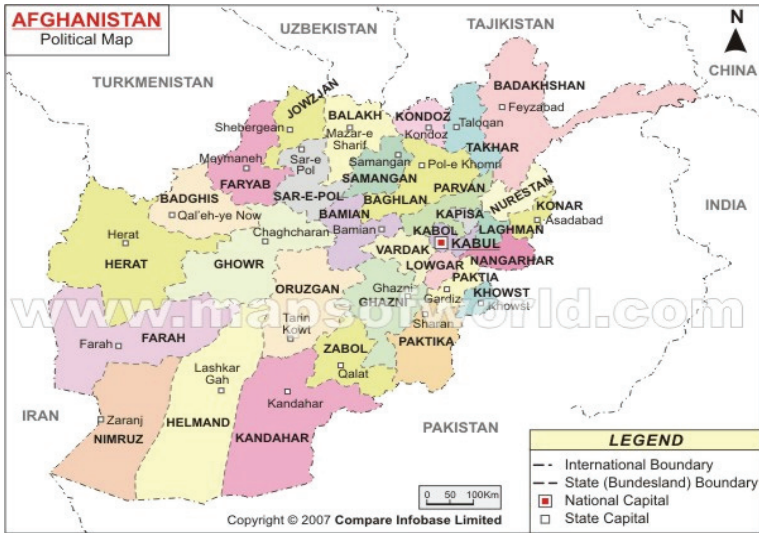 AFGHANISTAN
Political Map
UZBEKISTAN
TAJIKISTAN
N
TURKMENISTAN
CHINA
JOWZJAN
BALAKH
KONDOZ
BADAKHSHAN
Feyzabad
Shebergean
Mazar-e
Sharif
Kondoz
Taloqan
TAKHAR
Meymaneh
Sar-e
Pol
Samangan
Pol-e Khomri
FARYAB
SAMANGAN
PARVAN
NURESTAN
BADGHIS
SAR-E-POL
BAGHLAN
KONAR
Qal'eh-ye Now
BAMIAN
KAPISA
Asadabad
INDIA
Herat
Chaghcharan
Bamian
KABOL
LAGHMAN
KABUL
HERAT
GHOWR
VARDAK
NANGARHAR
LOWGAR
PAKTIA
ORUZGAN
Ghazni
GHAZNI
Gardiz
KHOWST
Khowst
www.mapsofworld.com
Tarin
Kowt
Sharan
Farah
FARAH
ZABOL
PAKTIKA
Lashkar
Gah
Qalat
Kandahar
IRAN
Zaranj
NIMRUZ
HELMAND
KANDAHAR
PAKISTAN
LEGEND
International Boundary
State (Bundesland) Boundary
National Capital
State Capital
0 50 100Km
Copyright © 2007 Compare Infobase Limited